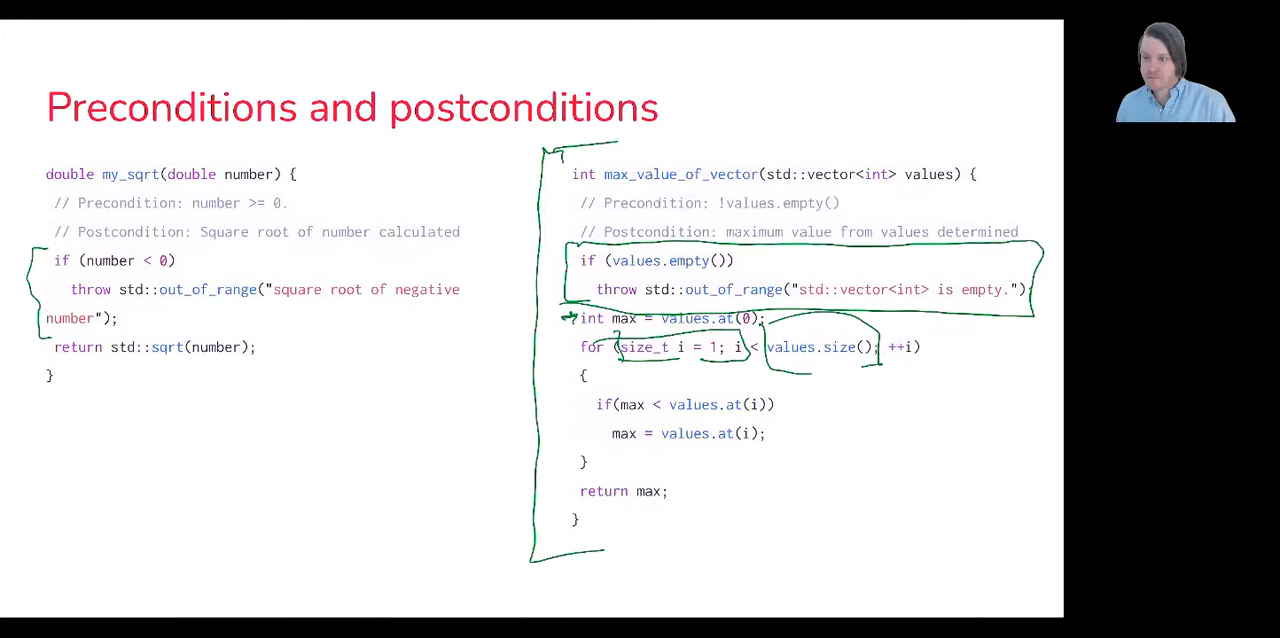 Preconditions and postconditions
double my_sqrt(double number) {
// Precondition: number >= 0.
// Postcondition: Square root of number calculated
if (number < 0)
throw std::out_of_range("square root of negative
number");
return std::sqrt(number);
}
int max_value_of_vector(std::vector<int> values) {
// Precondition: !values.empty()
// Postcondition: maximum value from values determined
if (values.empty())
throw std::out_of_range("std::vector<int> is empty.");
int max = values.at(0);
for (size_t i = 1; i < values.size(); ++i)
{
if(max < values.at(i))
max = values.at(i);
}
return max;
}